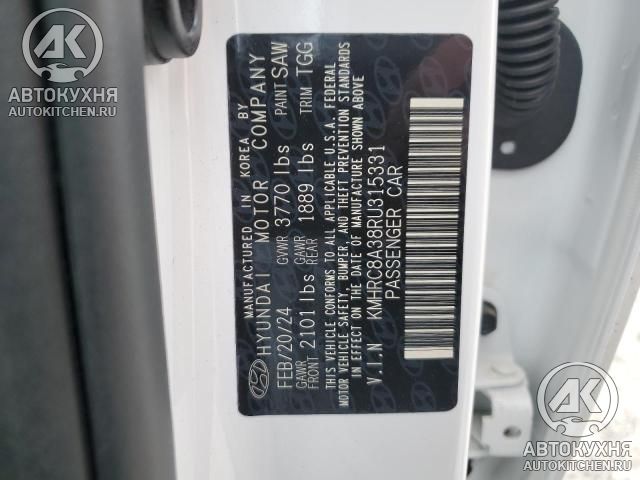 MANUFACTURED IN KOREA BY
HYUNDAI MOTOR COMPANY
FEB/20/24 GVWR 3770 lbs PAINT SAW
GAWR FRONT 2101 lbs GAWR REAR 1889 lbs TRIM TGG
THIS VEHICLE CONFORMS TO ALL APPLICABLE U.S.A. FEDERAL
MOTOR VEHICLE SAFETY, BUMPER, AND THEFT PREVENTION STANDARDS
IN EFFECT ON THE DATE OF MANUFACTURE SHOWN ABOVE
V.I.N KMHRC8A38RU315331
PASSENGER CAR
АК
АВТОКУХНЯ
AUTOKITCHEN.RU
АК
АВТОКУХНЯ
AUTOKITCHEN.RU